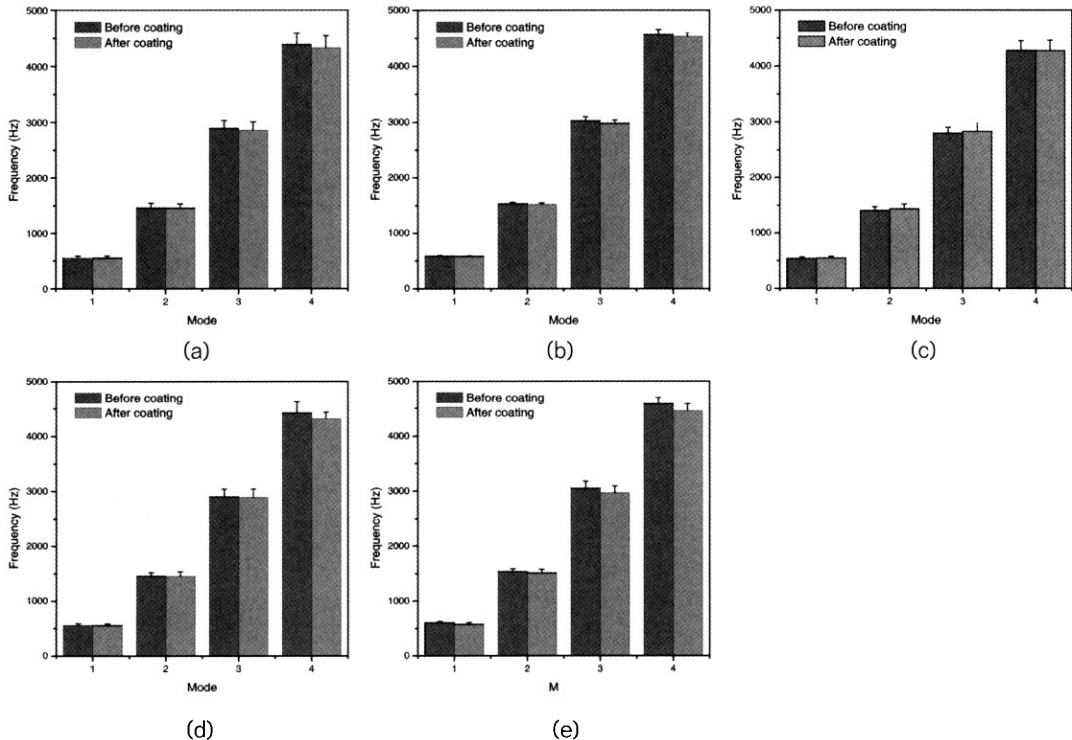 Before coating
After coating
5000
4000
3000
2000
1000
0
Frequency (Hz)
1 2 3 4
Mode
(a)
Before coating
After coating
5000
4000
3000
2000
1000
0
Frequency (Hz)
1 2 3 4
Mode
(b)
Before coating
After coating
5000
4000
3000
2000
1000
0
Frequency (Hz)
1 2 3 4
Mode
(c)
Before coating
After coating
5000
4000
3000
2000
1000
0
Frequency (Hz)
1 2 3 4
Mode
(d)
Before coating
After coating
5000
4000
3000
2000
1000
0
Frequency (Hz)
1 2 3 4
M
(e)